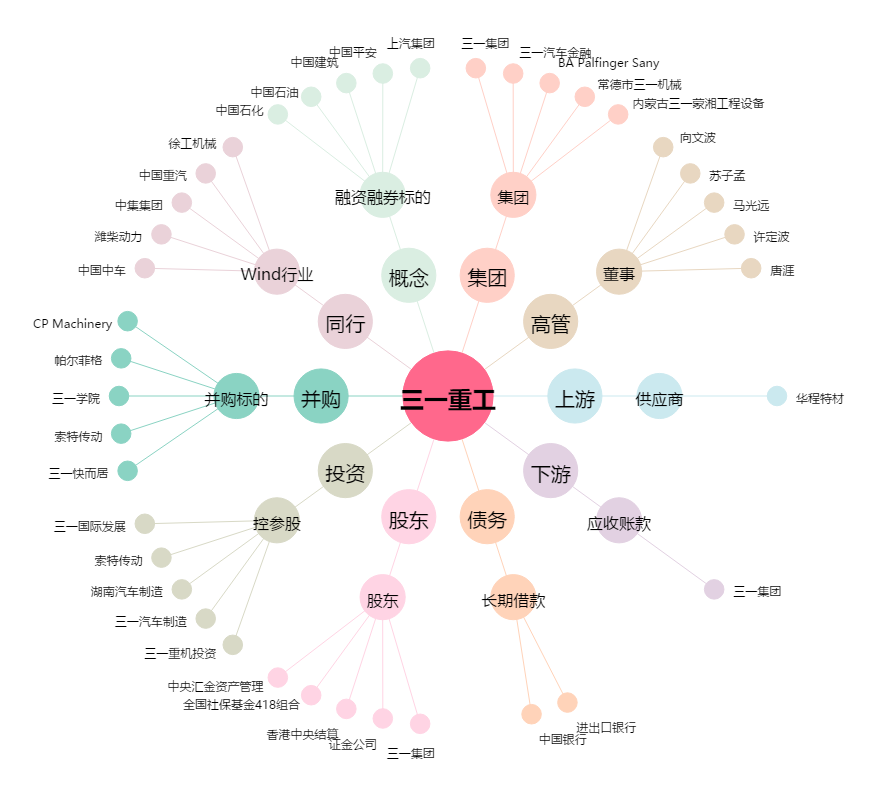 上汽集团
三一集团
中国平安
三一汽车金融
中国建筑
BA Palfinger Sany
中国石油
常德市三一机械
中国石化
内蒙古三一蒙湘工程设备
徐工机械
向文波
中国重汽
苏子孟
融资融券标的
集团
中集集团
马光远
潍柴动力
许定波
中国中车
Wind行业
概念
集团
董事
唐涯
CP Machinery
同行
高管
帕尔菲格
三一学院
并购标的
并购
三一重工
上游
供应商
华程特材
索特传动
三一快而居
投资
下游
三一国际发展
控参股
股东
债务
应收账款
索特传动
湖南汽车制造
股东
长期借款
三一集团
三一汽车制造
三一重机投资
中央汇金资产管理
全国社保基金418组合
香港中央结算
证金公司
三一集团
进出口银行
中国银行